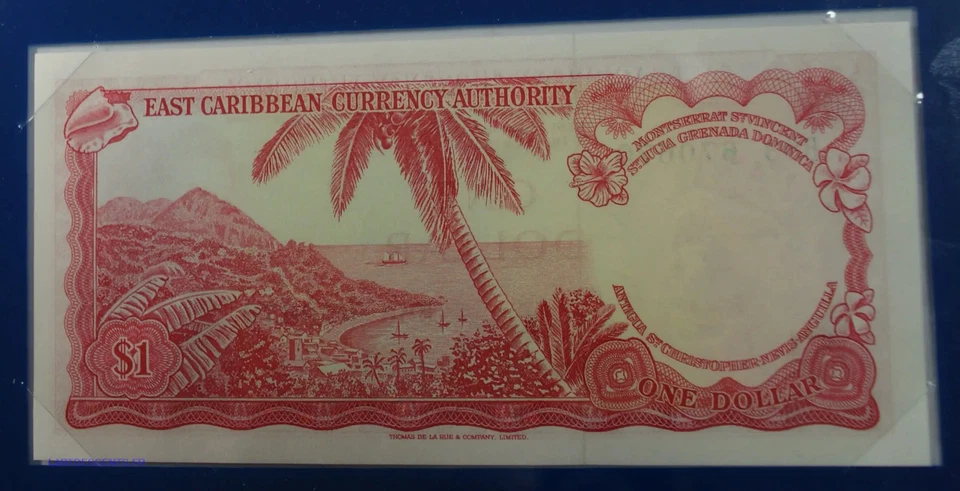 EAST CARIBBEAN CURRENCY AUTHORITY
MONTSERRAT ST VINCENT
ST LUCIA GRENADA DOMINICA
ANTIGUA ST CHRISTOPHER-NEVIS-ANGUILLA
$1
ONE DOLLAR
THOMAS DE LA RUE & COMPANY, LIMITED.